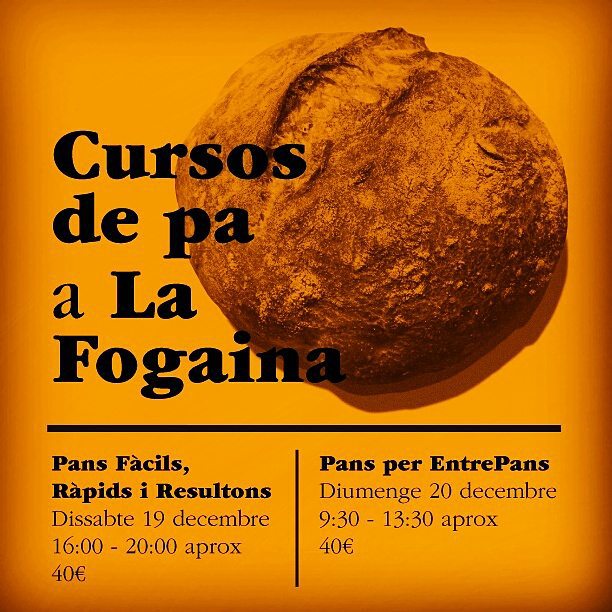 Cursos
de pa
a La
Fogaina
Pans Fàcils,
Ràpids i Resultons
Dissabte 19 decembre
16:00 - 20:00 aprox
40€
Pans per EntrePans
Diumenge 20 decembre
9:30 - 13:30 aprox
40€